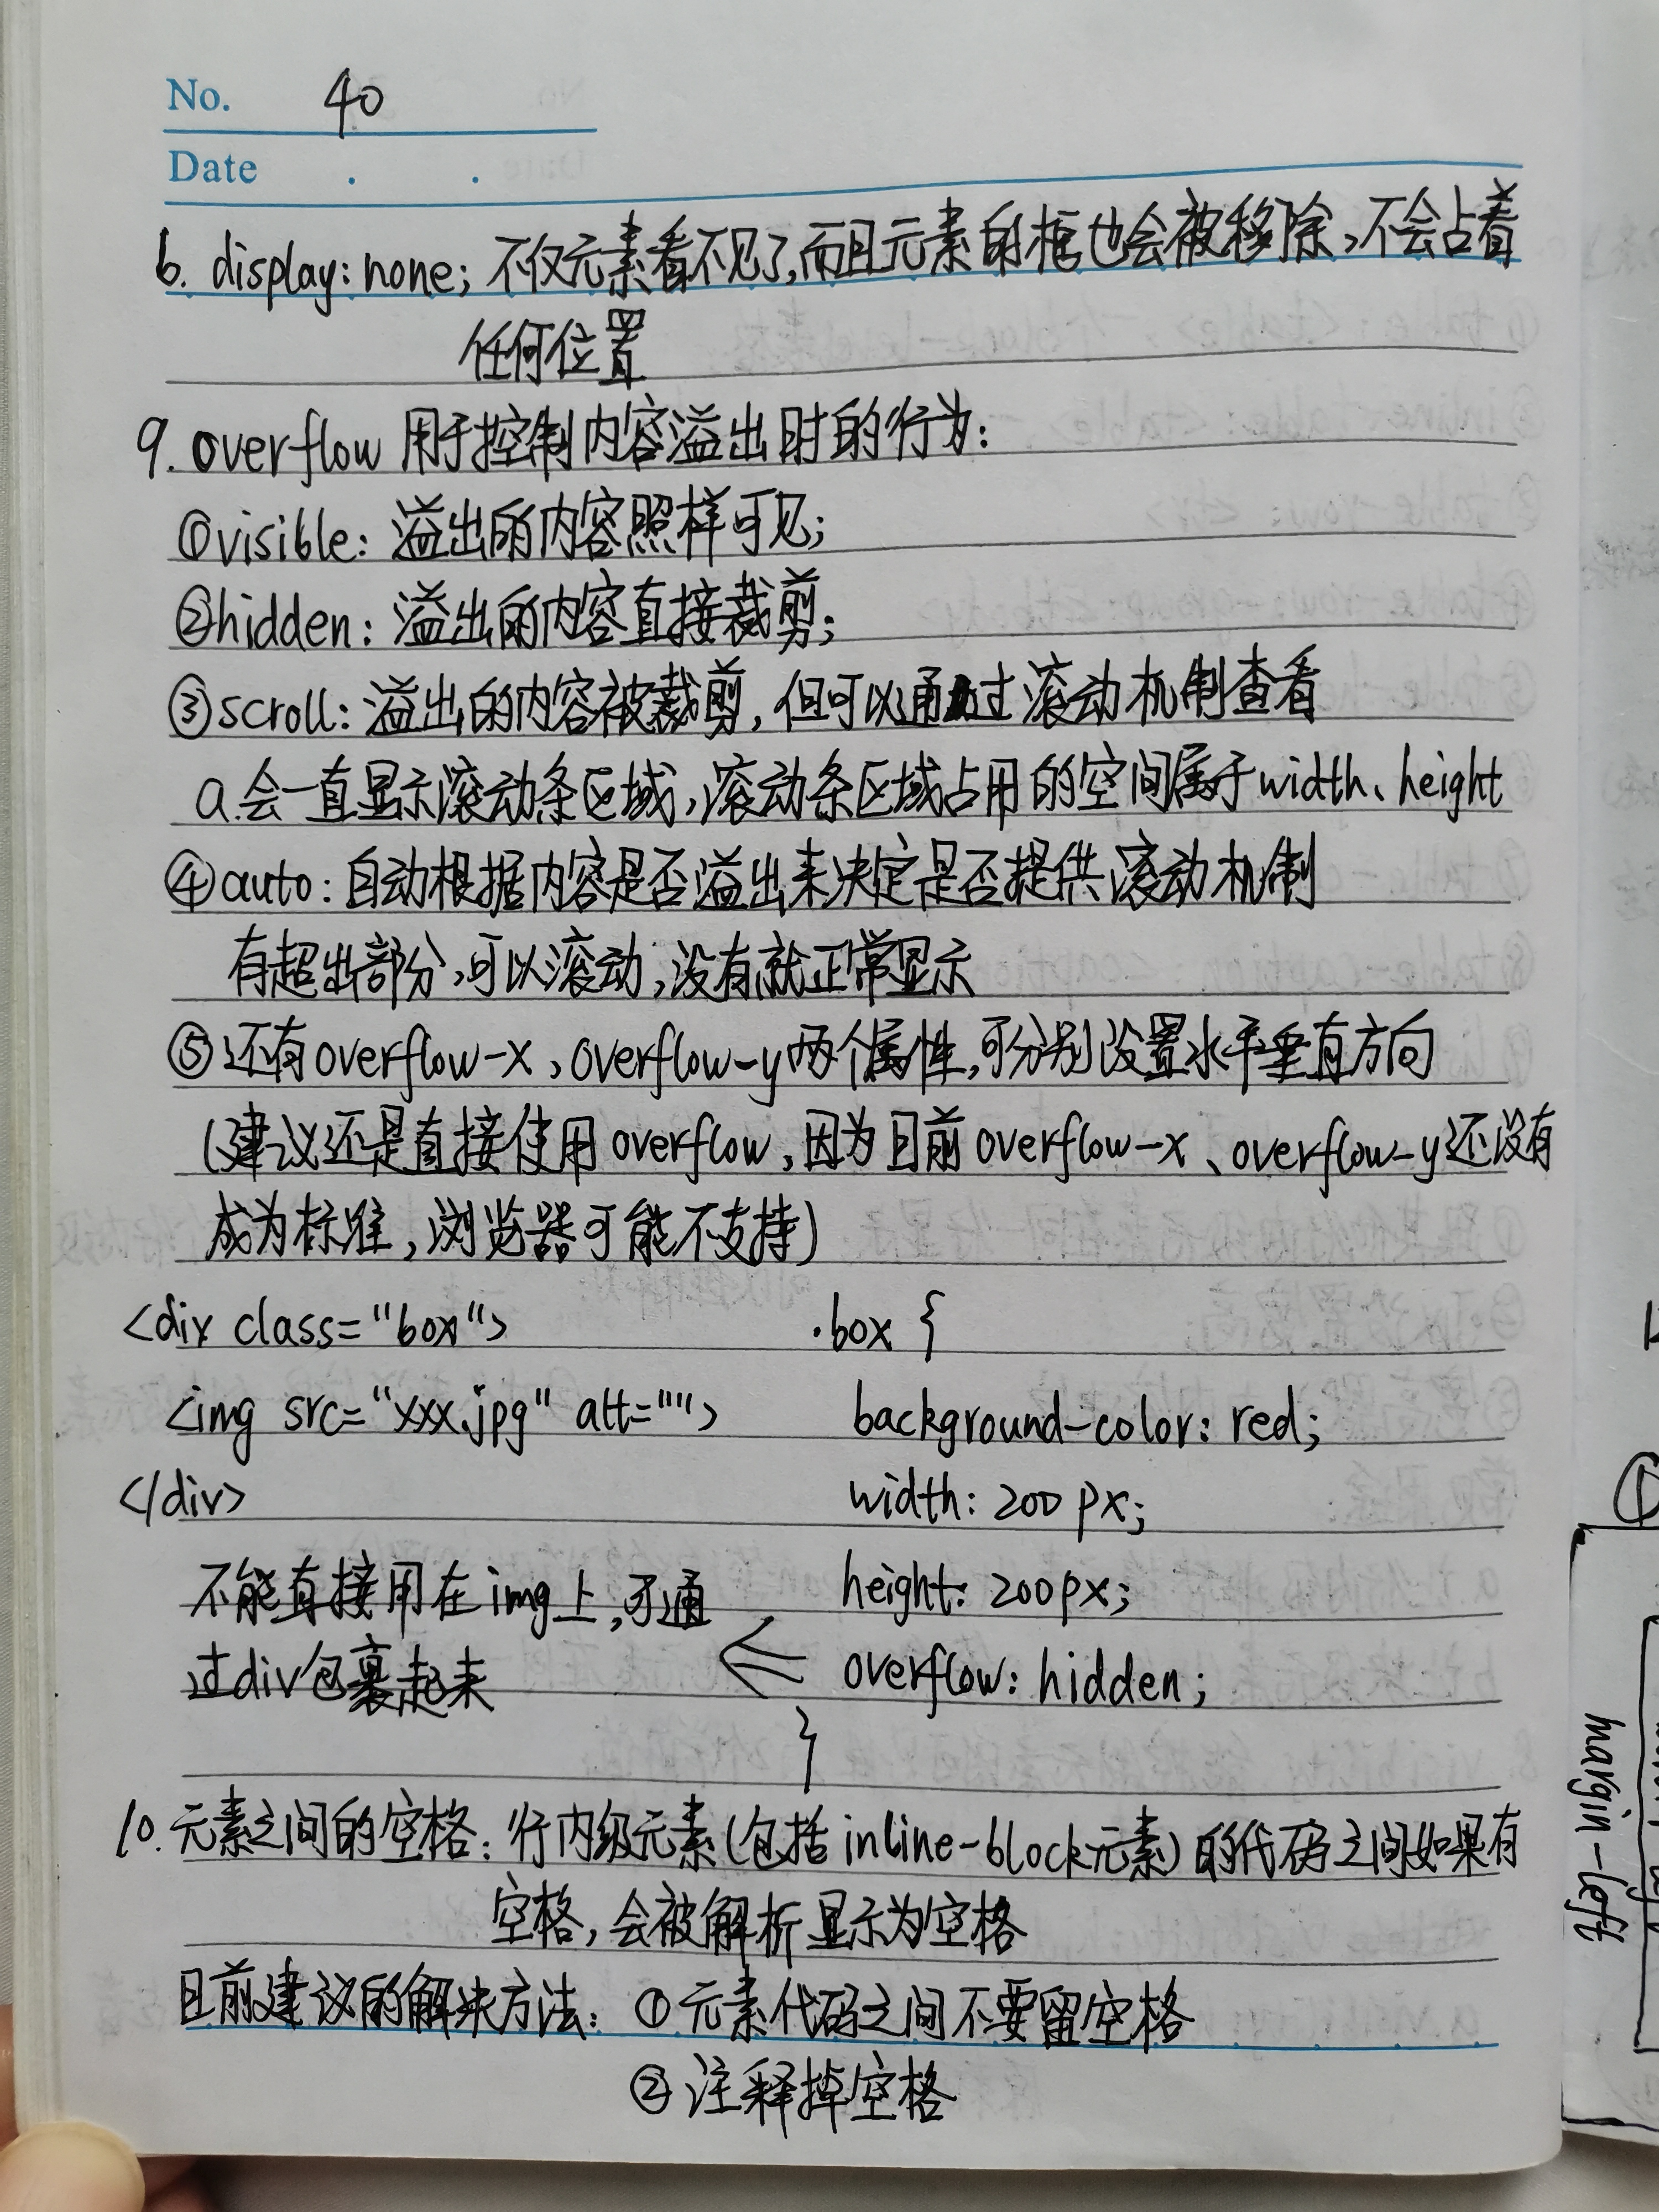 No. 40
Date . .
b. display: none; 不仅元素看不见了,而且元素的框也会被移除,不会占着
任何位置
9. overflow 用于控制内容溢出时的行为:
①visible: 溢出的内容照样可见;
②hidden: 溢出的内容直接裁剪;
③scroll: 溢出的内容被裁剪, 但可以通过滚动机制查看
a.会一直显示滚动条区域,滚动条区域占用的空间属于width、height
④auto: 自动根据内容是否溢出来决定是否提供滚动机制
有超出部分,可以滚动,没有就正常显示
⑤还有overflow-x、overflow-y两个属性,可分别设置水平垂直方向
(建议还是直接使用overflow,因为目前overflow-x、overflow-y还没有
成为标准,浏览器可能不支持)
<div class="box"> .box {
<img src="xxx.jpg" alt=""> background-color: red;
</div> width: 200px;
不能直接用在img上,可通 height: 200px;
过div包裹起来 overflow: hidden;
}
10. 元素之间的空格: 行内级元素(包括inline-block元素)的代码之间如果有
空格, 会被解析显示为空格
目前建议的解决方法: ①元素代码之间不要留空格
②注释掉空格
①
margin-left